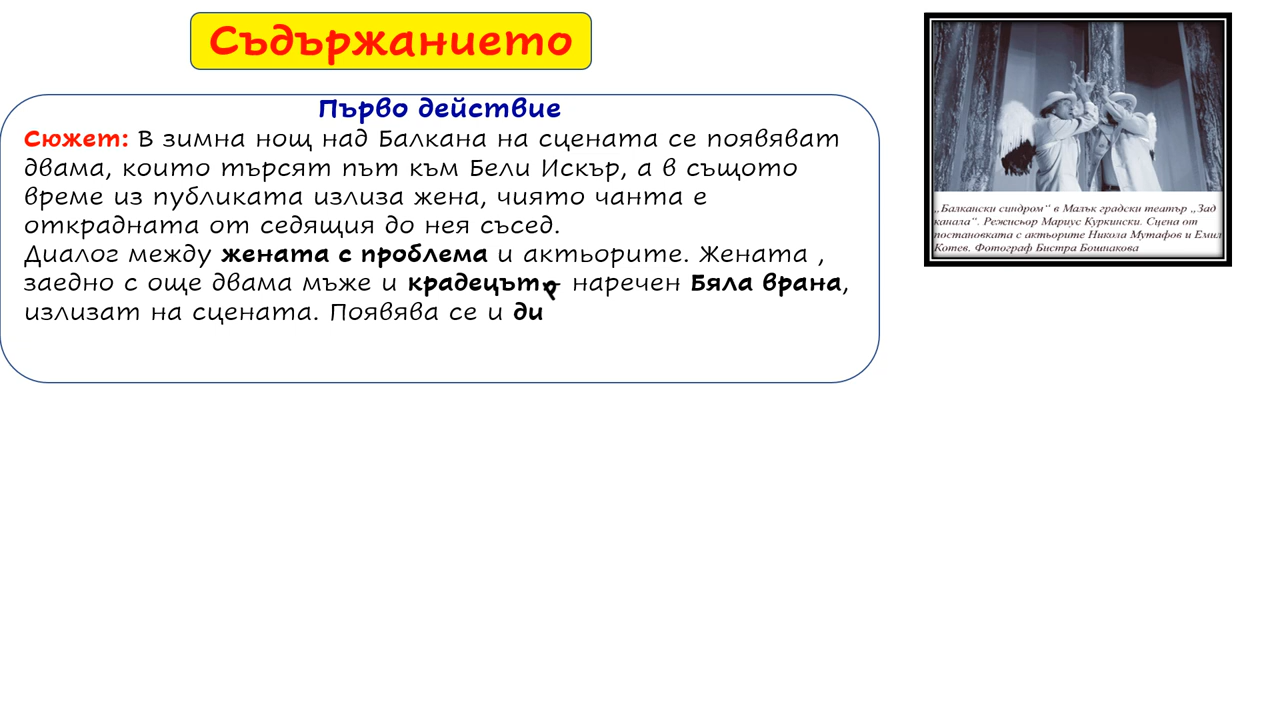 Съдържанието
Първо действие
Сюжет: В зимна нощ над Балкана на сцената се появяват
двама, които търсят път към Бели Искър, а в същото
време из публиката излиза жена, чиято чанта е
открадната от седящия до нея съсед.
Диалог между жената с проблема и актьорите. Жената ,
заедно с още двама мъже и крадецът, наречен Бяла врана,
излизат на сцената. Появява се и ди
„Балкански синдром“ в Малък градски театър „Зад
канала“. Режисьор Мариус Куркински. Сцена от
постановката с актьорите Никола Мутафов и Емил
Котев. Фотограф Бистра Бошнакова